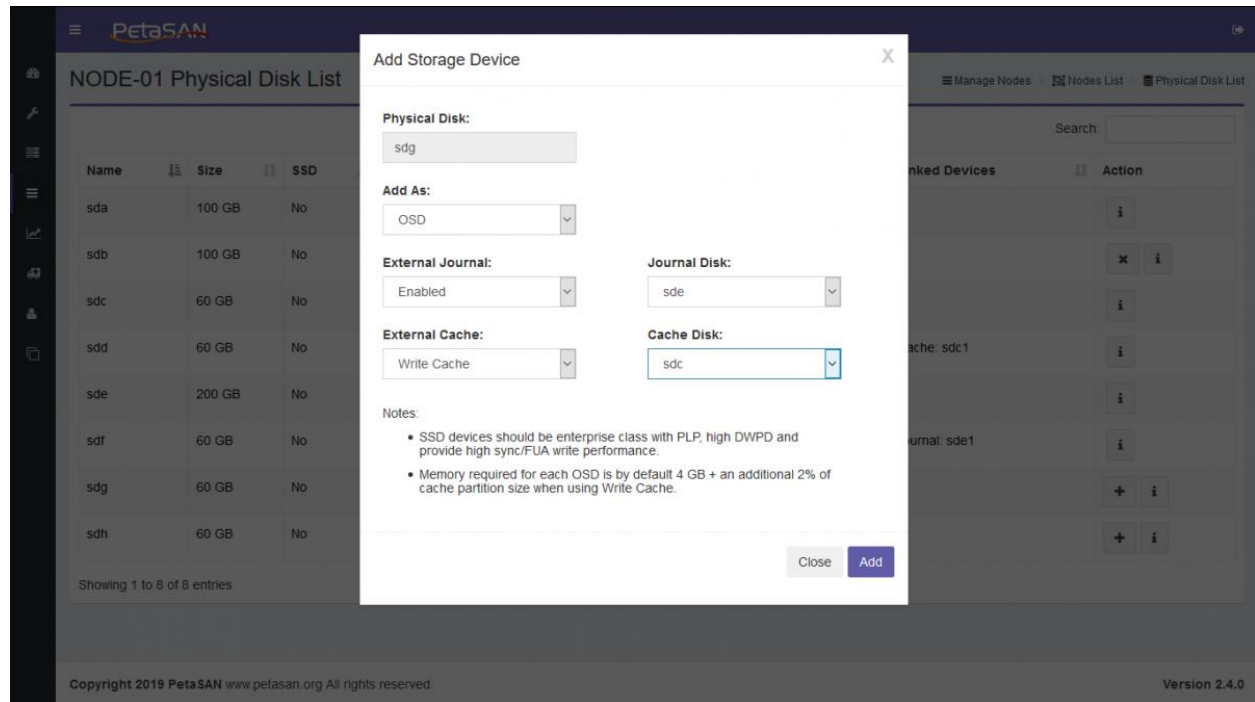 PetaSAN
NODE-01 Physical Disk List
Manage Nodes Nodes List Physical Disk List
Search:
Name Size SSD nked Devices Action
sda 100 GB No
sdb 100 GB No
sdc 60 GB No
sdd 60 GB No ache: sdc1
sde 200 GB No
sdf 60 GB No urnal: sde1
sdg 60 GB No
sdh 60 GB No
Showing 1 to 8 of 8 entries
Add Storage Device X
Physical Disk:
sdg
Add As:
OSD
External Journal: Journal Disk:
Enabled sde
External Cache: Cache Disk:
Write Cache sdc
Notes:
• SSD devices should be enterprise class with PLP, high DWPD and
provide high sync/FUA write performance.
• Memory required for each OSD is by default 4 GB + an additional 2% of
cache partition size when using Write Cache.
Close Add
Copyright 2019 PetaSAN www.petasan.org All rights reserved. Version 2.4.0